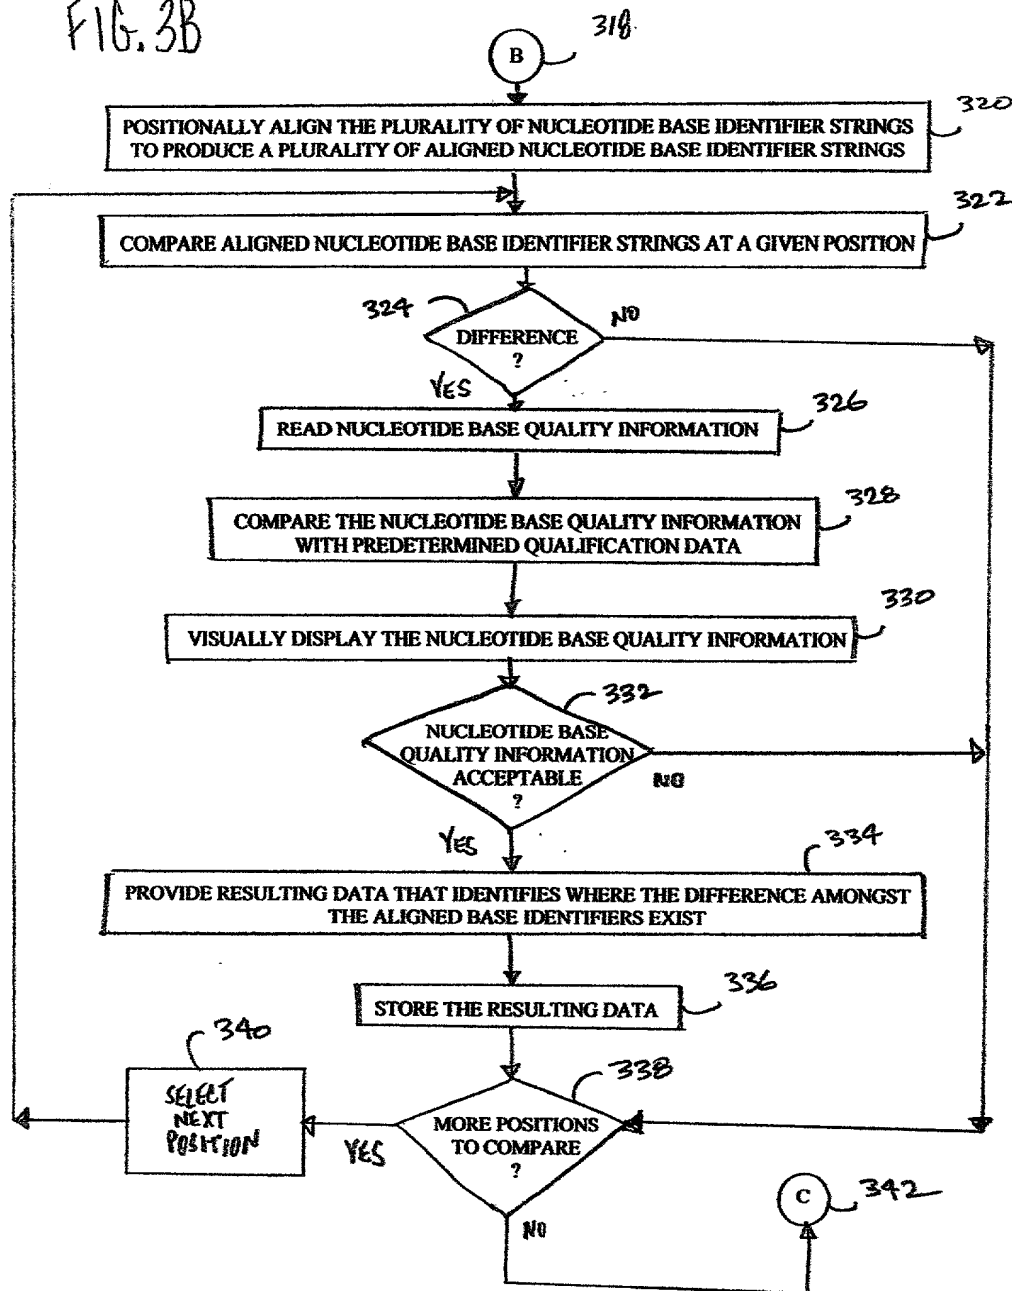 FIG. 3B
B
318
320
POSITIONALLY ALIGN THE PLURALITY OF NUCLEOTIDE BASE IDENTIFIER STRINGS
TO PRODUCE A PLURALITY OF ALIGNED NUCLEOTIDE BASE IDENTIFIER STRINGS
322
COMPARE ALIGNED NUCLEOTIDE BASE IDENTIFIER STRINGS AT A GIVEN POSITION
324
NO
DIFFERENCE
?
YES
326
READ NUCLEOTIDE BASE QUALITY INFORMATION
328
COMPARE THE NUCLEOTIDE BASE QUALITY INFORMATION
WITH PREDETERMINED QUALIFICATION DATA
330
VISUALLY DISPLAY THE NUCLEOTIDE BASE QUALITY INFORMATION
332
NUCLEOTIDE BASE
QUALITY INFORMATION
ACCEPTABLE
?
NO
YES
334
PROVIDE RESULTING DATA THAT IDENTIFIES WHERE THE DIFFERENCE AMONGST
THE ALIGNED BASE IDENTIFIERS EXIST
336
STORE THE RESULTING DATA
340
338
SELECT
NEXT
POSITION
MORE POSITIONS
TO COMPARE
?
YES
NO
C
342